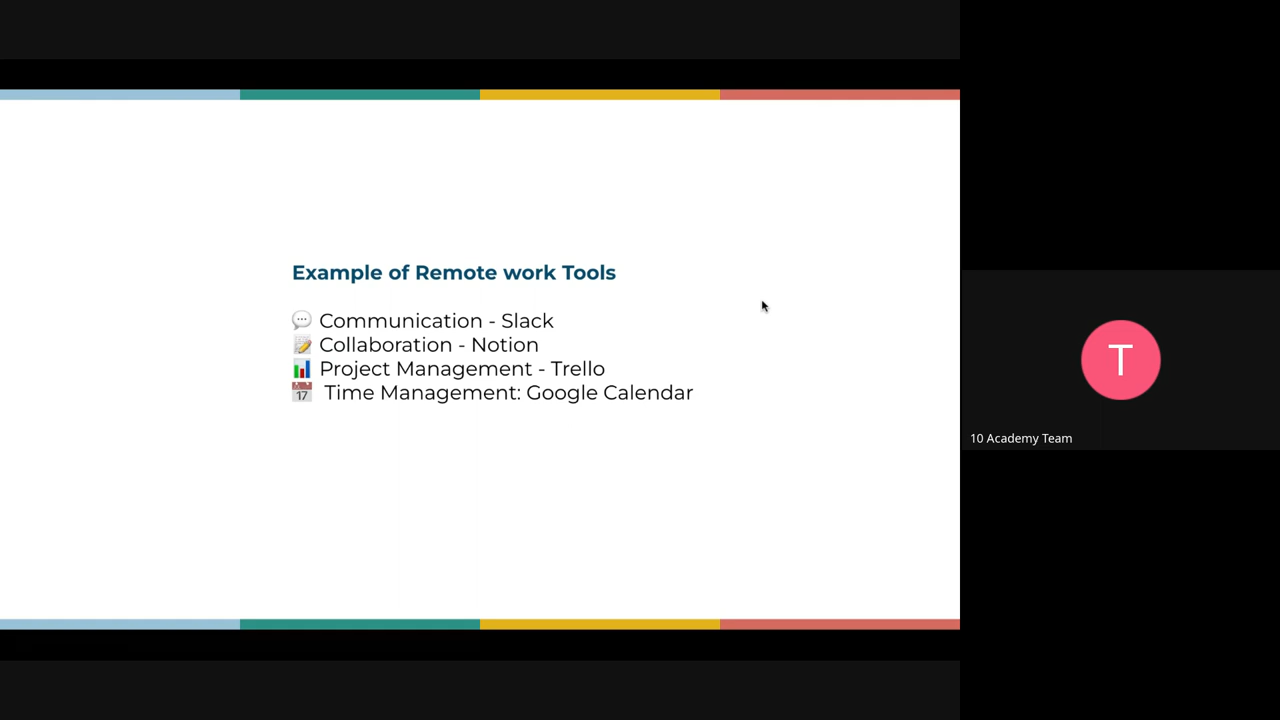 Example of Remote work Tools
💬 Communication - Slack
📝 Collaboration - Notion
📊 Project Management - Trello
📅 Time Management: Google Calendar
T
10 Academy Team